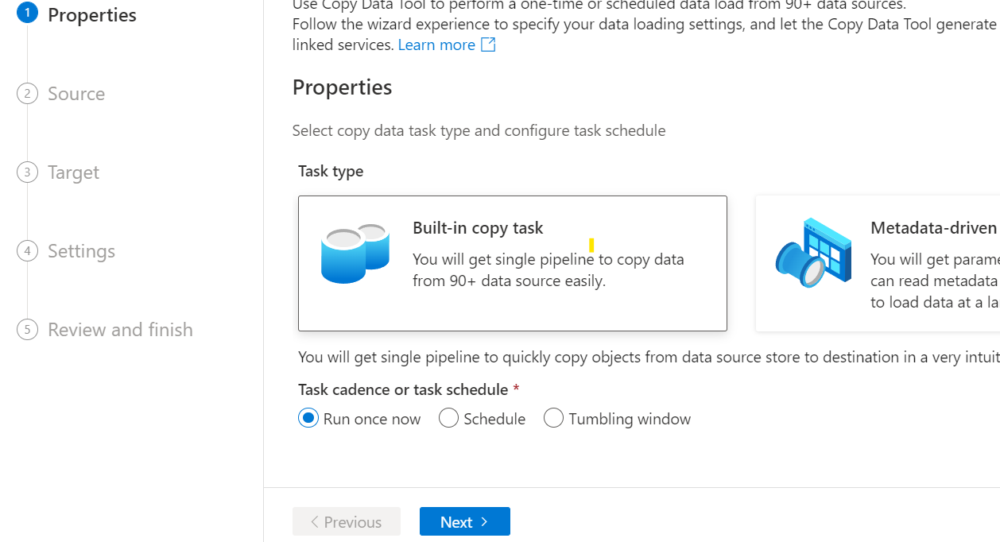 1 Properties
2 Source
3 Target
4 Settings
5 Review and finish
Use Copy Data Tool to perform a one-time or scheduled data load from 90+ data sources.
Follow the wizard experience to specify your data loading settings, and let the Copy Data Tool generate
linked services. Learn more
Properties
Select copy data task type and configure task schedule
Task type
Built-in copy task
You will get single pipeline to copy data
from 90+ data source easily.
Metadata-driven
You will get parame
can read metadata
to load data at a la
You will get single pipeline to quickly copy objects from data source store to destination in a very intuit
Task cadence or task schedule *
Run once now Schedule Tumbling window
Previous Next